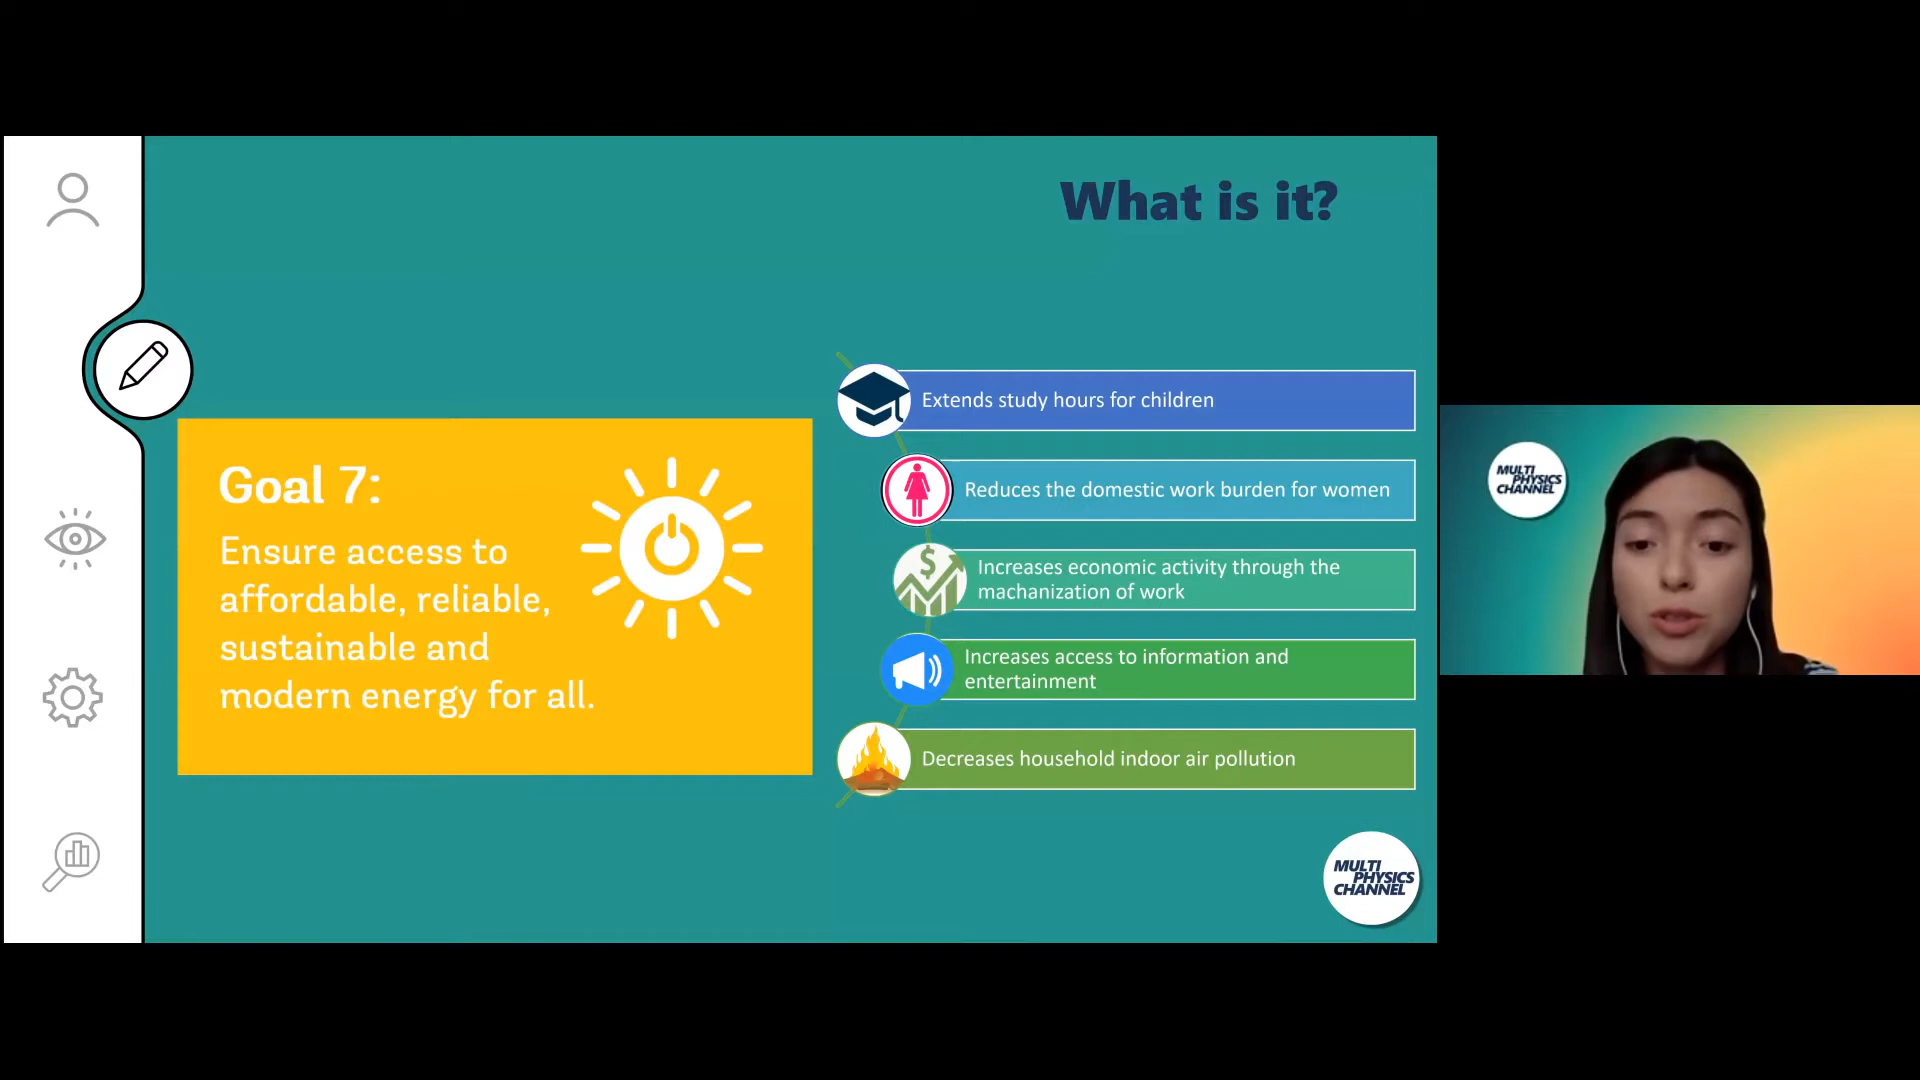 What is it?
Goal 7:
Ensure access to
affordable, reliable,
sustainable and
modern energy for all.
Extends study hours for children
Reduces the domestic work burden for women
$
Increases economic activity through the
machanization of work
Increases access to information and
entertainment
Decreases household indoor air pollution
MULTI
PHYSICS
CHANNEL
MULTI
PHYSICS
CHANNEL